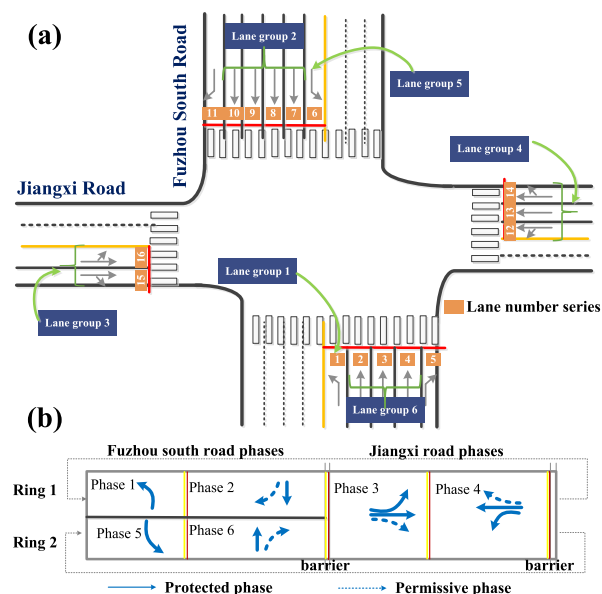 (a)
Fuzhou South Road
Lane group 2
Lane group 5
11 10 9 8 7 6
Lane group 4
Jiangxi Road
14
13
12
16
15
Lane group 1
Lane group 3
Lane number series
1 2 3 4 5
Lane group 6
(b)
Fuzhou south road phases Jiangxi road phases
Ring 1
Phase 1 Phase 2 Phase 3 Phase 4
Ring 2
Phase 5 Phase 6
barrier barrier
Protected phase Permissive phase